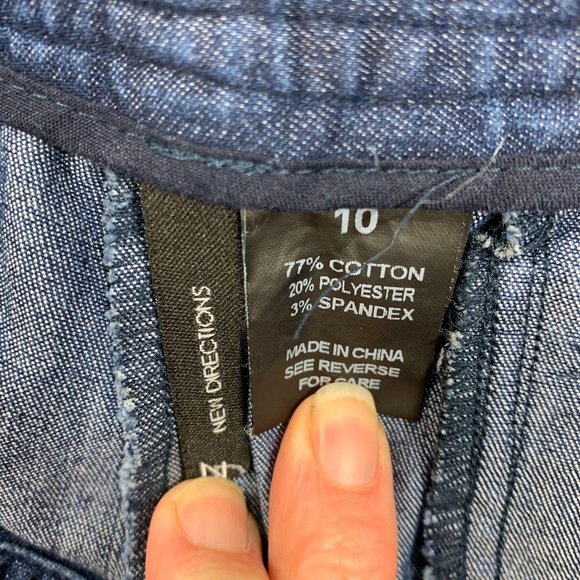 NEW DIRECTIONS
10
77% COTTON
20% POLYESTER
3% SPANDEX
MADE IN CHINA
SEE REVERSE
FOR CARE